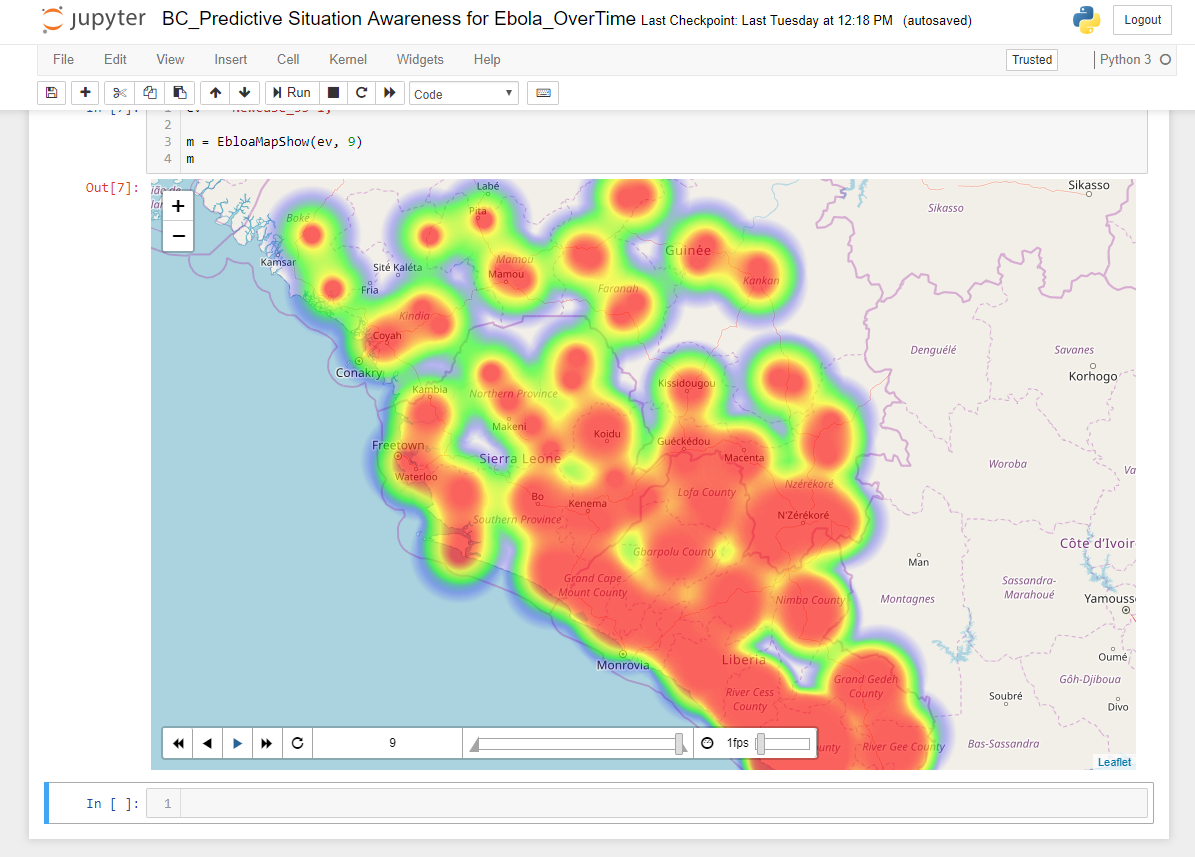 jupyter BC_Predictive Situation Awareness for Ebola_OverTime Last Checkpoint: Last Tuesday at 12:18 PM (autosaved) Logout
File Edit View Insert Cell Kernel Widgets Help Trusted Python 3
Run Code
In [7]:
2
3 m = EbloaMapShow(ev, 9)
4 m
Out[7]:
+
−
Labé
Sikasso
Pita
Sikasso
Boké
Guinée
Kamsar
Sité Kaléta
Mamou
Mamou
Kankan
Fria
Faranah
Kindia
Coyah
Denguélé
Savanes
Conakry
Korhogo
Kambia
Northern Province
Kissidougou
Makeni
Koidu
Freetown
Guéckédou
Sierra Leone
Macenta
Woroba
Va
Waterloo
Nzérékoré
Bo
Kenema
Lofa County
Southern Province
N'Zérékoré
Gbarpolu County
Côte d'Ivoir
Man
Grand Cape
Mount County
Sassandra-
Marahoué
Nimba County
Montagnes
Yamouss
Monrovia
Liberia
Oumé
Grand Gedeh
County
Gôh-Djiboua
River Cess
County
Soubré
Divo
9
1fps
unty
River Gee County
Bas-Sassandra
Leaflet
In [ ]: 1